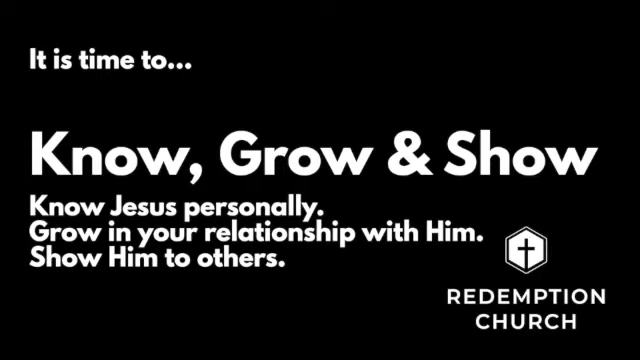 It is time to...
Know, Grow & Show
Know Jesus personally.
Grow in your relationship with Him.
Show Him to others.
REDEMPTION
CHURCH